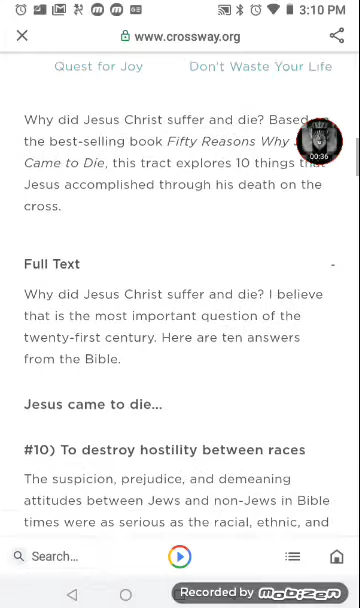 3:10 PM
www.crossway.org
Quest for Joy Don't Waste Your Life
Why did Jesus Christ suffer and die? Based
the best-selling book Fifty Reasons Why
Came to Die, this tract explores 10 things that
Jesus accomplished through his death on the
cross.
00:36
Full Text -
Why did Jesus Christ suffer and die? I believe
that is the most important question of the
twenty-first century. Here are ten answers
from the Bible.
Jesus came to die...
#10) To destroy hostility between races
The suspicion, prejudice, and demeaning
attitudes between Jews and non-Jews in Bible
times were as serious as the racial, ethnic, and
Search...
Recorded by mobizen